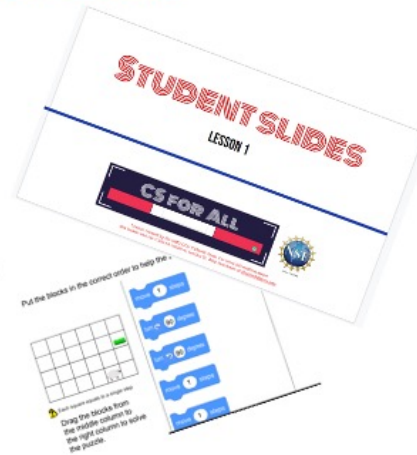 STUDENT SLIDES
LESSON 1
CS FOR ALL
NSF
Put the blocks in the correct order to help the
move 1 steps
turn 90 degrees
turn 90 degrees
move 1 steps
move 1 steps
Each square equals to a single step
Drag the blocks from
the middle column to
the right column to solve
the puzzle.